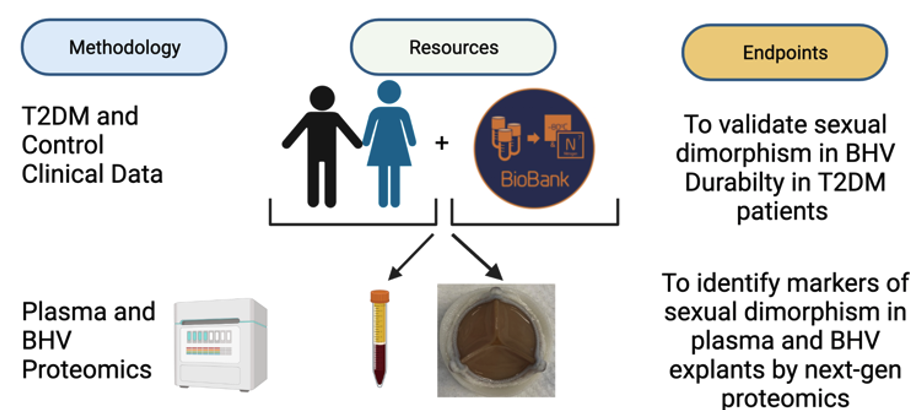 Methodology
Resources
Endpoints
T2DM and
Control
Clinical Data
+
-80°C
N
BioBank
To validate sexual
dimorphism in BHV
Durabilty in T2DM
patients
Plasma and
BHV
Proteomics
To identify markers of
sexual dimorphism in
plasma and BHV
explants by next-gen
proteomics